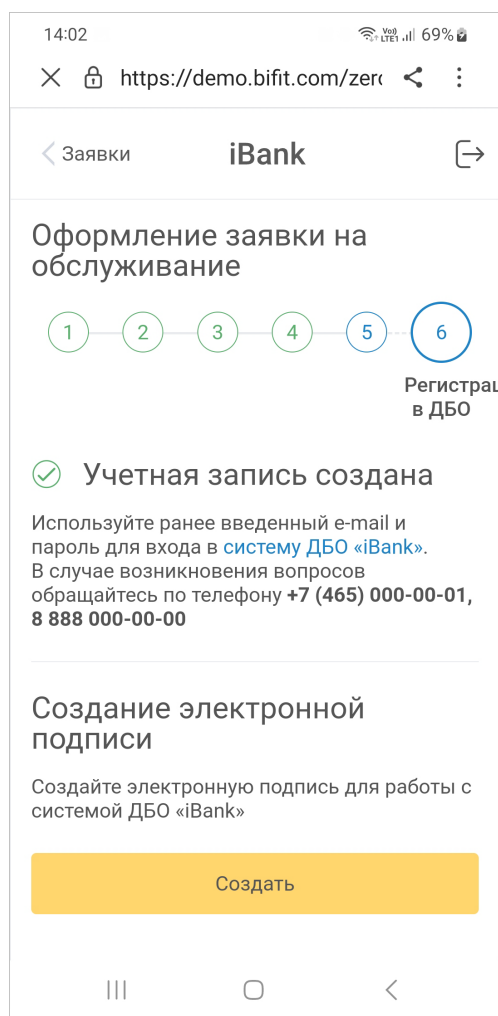 14:02
Vo)) LTE1 69%
https://demo.bifit.com/zero
Заявки iBank
Оформление заявки на
обслуживание
1 2 3 4 5 6
Регистрац
в ДБО
Учетная запись создана
Используйте ранее введенный e-mail и
пароль для входа в систему ДБО «iBank».
В случае возникновения вопросов
обращайтесь по телефону +7 (465) 000-00-01,
8 888 000-00-00
Создание электронной
подписи
Создайте электронную подпись для работы с
системой ДБО «iBank»
Создать